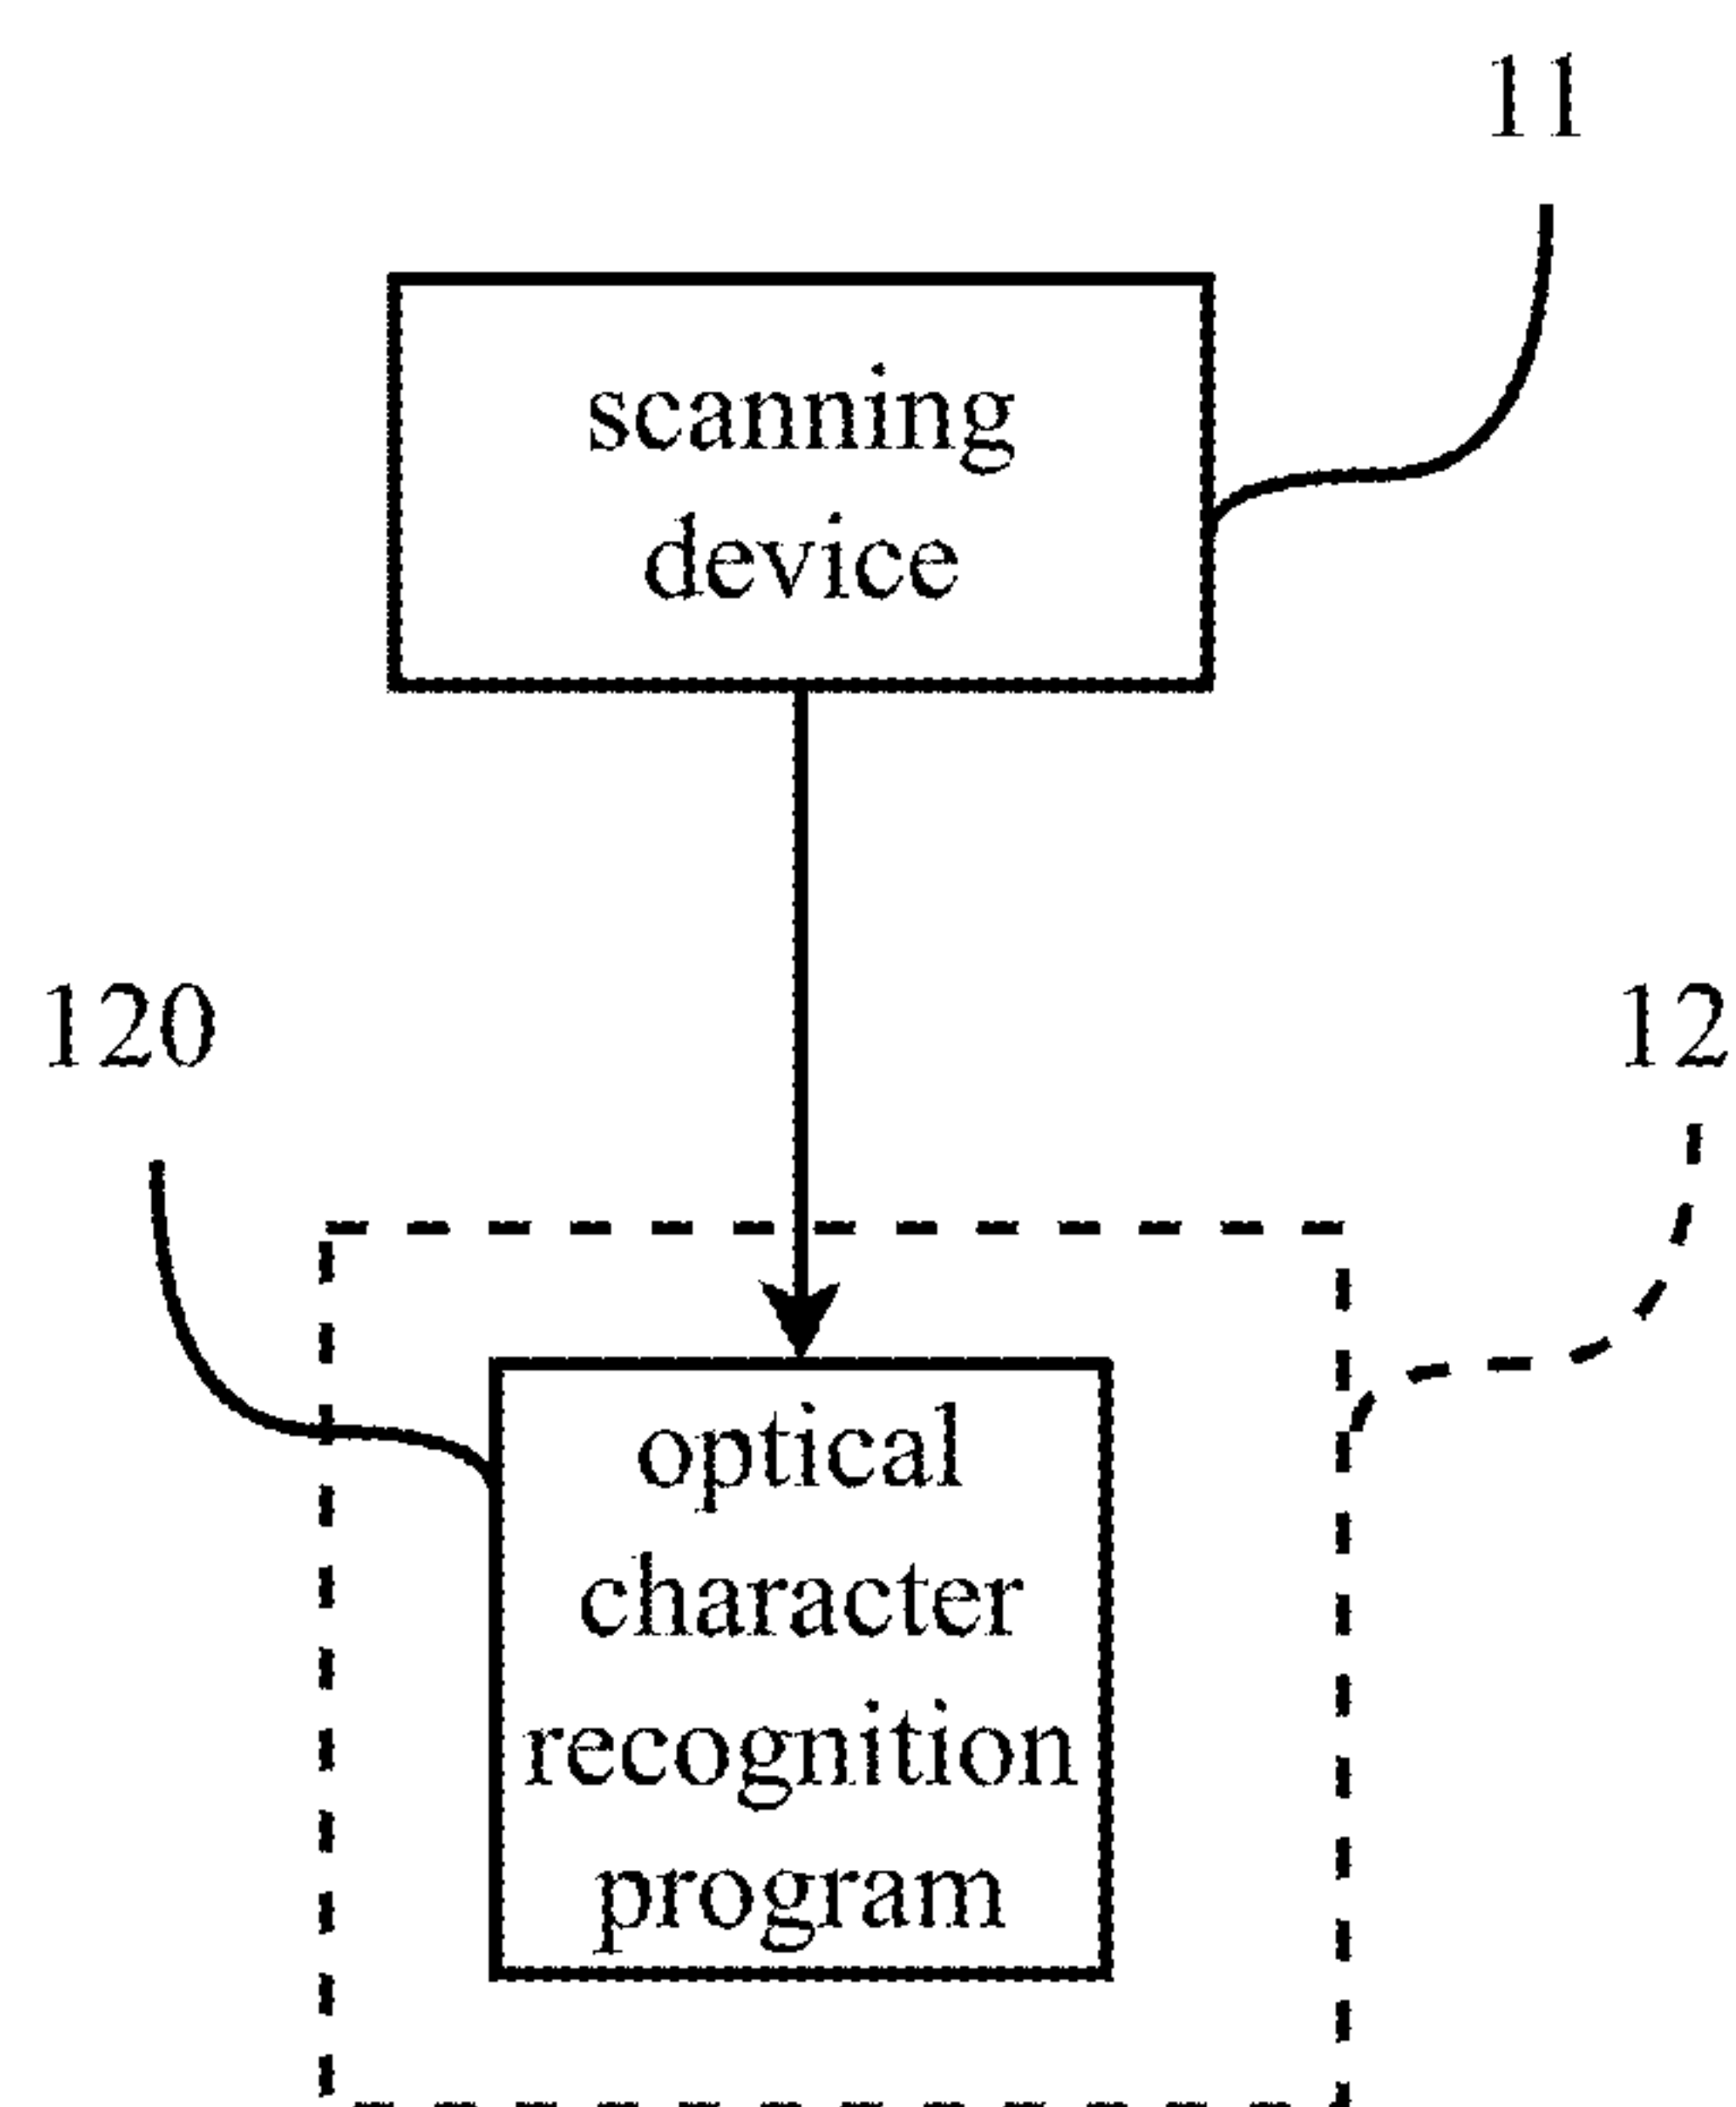 11
scanning
device
120
12
optical
character
recognition
program